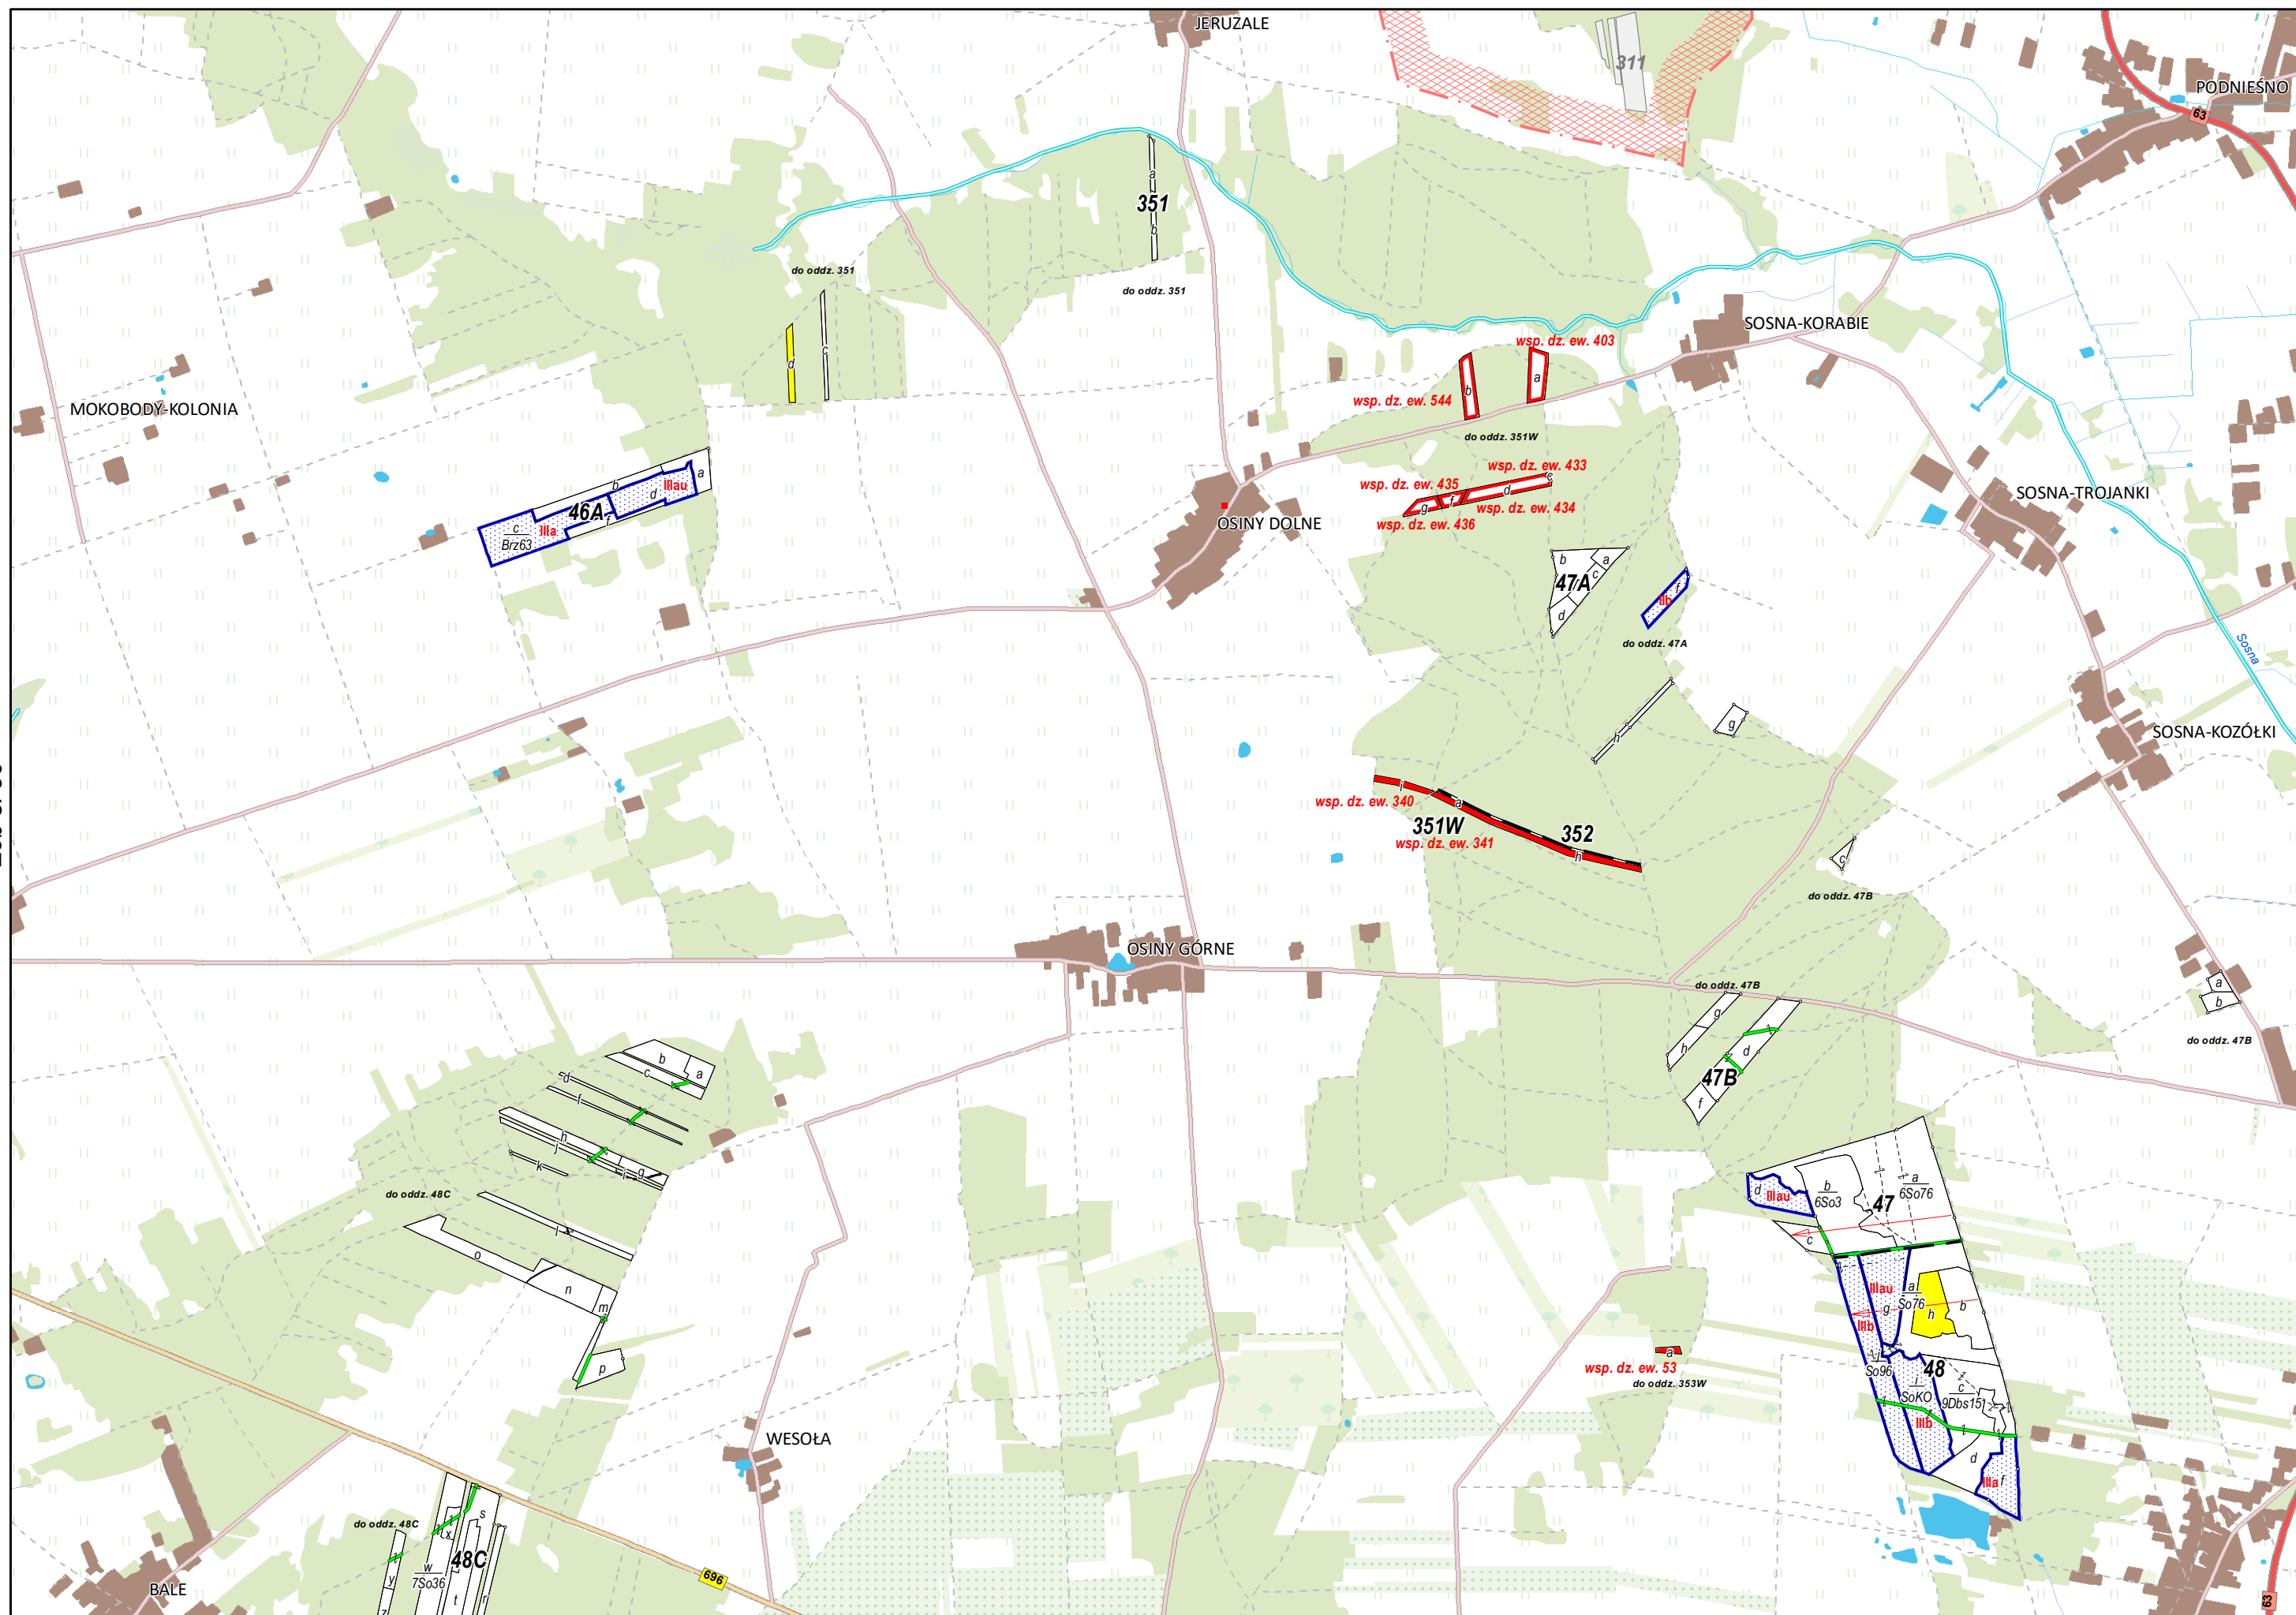 JERUZALE
311
PODNIEŚNO
63
a
351
b
do oddz. 351
do oddz. 351
SOSNA-KORABIE
wsp. dz. ew. 403
d
c
b
a
wsp. dz. ew. 544
MOKOBODY-KOLONIA
do oddz. 351W
wsp. dz. ew. 433
c
wsp. dz. ew. 435
d
f
g
wsp. dz. ew. 434
wsp. dz. ew. 436
a
b
IIIau
d
46A
f
c
Brz63
IIIa
OSINY DOLNE
SOSNA-TROJANKI
b
a
c
47A
d
f
IIb
do oddz. 47A
Sosna
h
g
SOSNA-KOZÓŁKI
i
wsp. dz. ew. 340
a
351W
352
wsp. dz. ew. 341
h
c
do oddz. 47B
OSINY GÓRNE
do oddz. 47B
g
h
d
47B
f
a
b
do oddz. 47B
b
a
c
d
f
h
j
g
i
k
l
do oddz. 48C
o
n
m
p
d
IIIau
b
6So3
a
6So76
47
c
IIIau
a
So76
g
h
b
IIIb
j
So96
48
i
SoKO
c
9Dbs151
IIIb
d
IIIa
f
a
wsp. dz. ew. 53
do oddz. 353W
WESOŁA
do oddz. 48C
s
x
48C
w
7So36
y
t
r
z
696
BALE
63